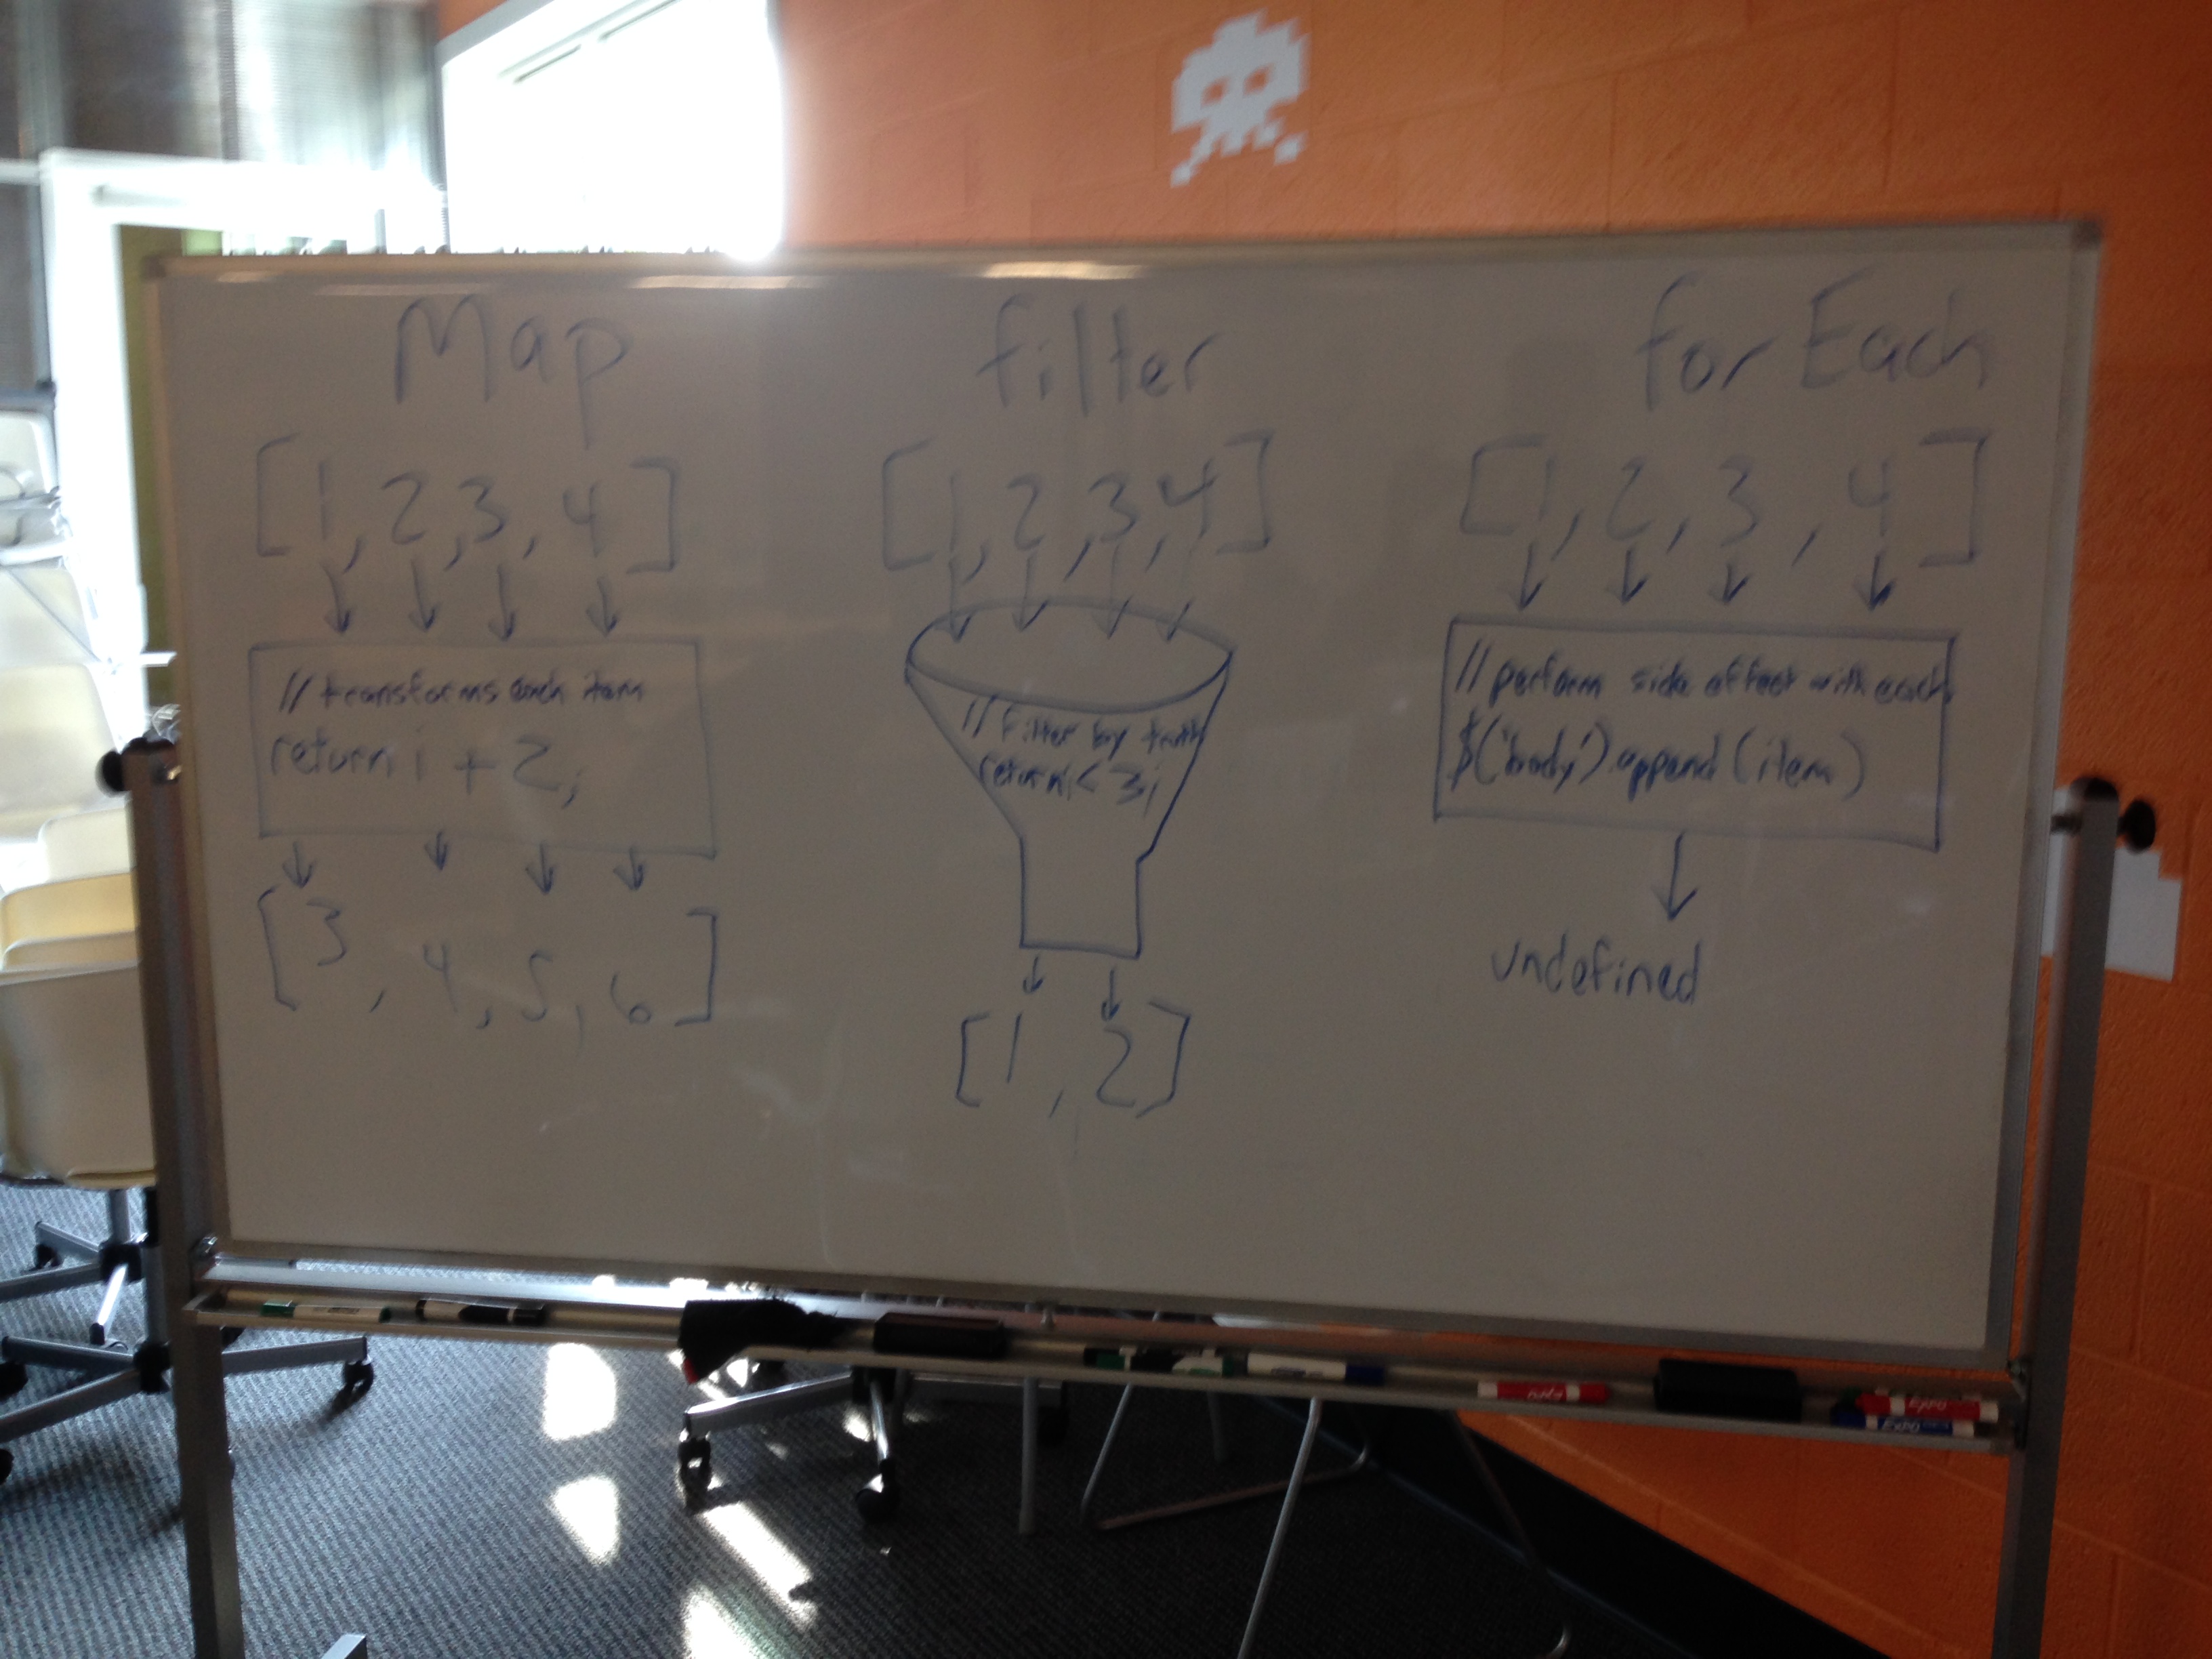 Map
[1, 2, 3, 4]
// transforms each item
return i + 2;
[3, 4, 5, 6]
filter
[1, 2, 3, 4]
// filter by truth
return i < 3;
[1, 2]
forEach
[1, 2, 3, 4]
// perform side effect with each
$('body').append(item)
undefined
EXPO
EXPO
EXPO